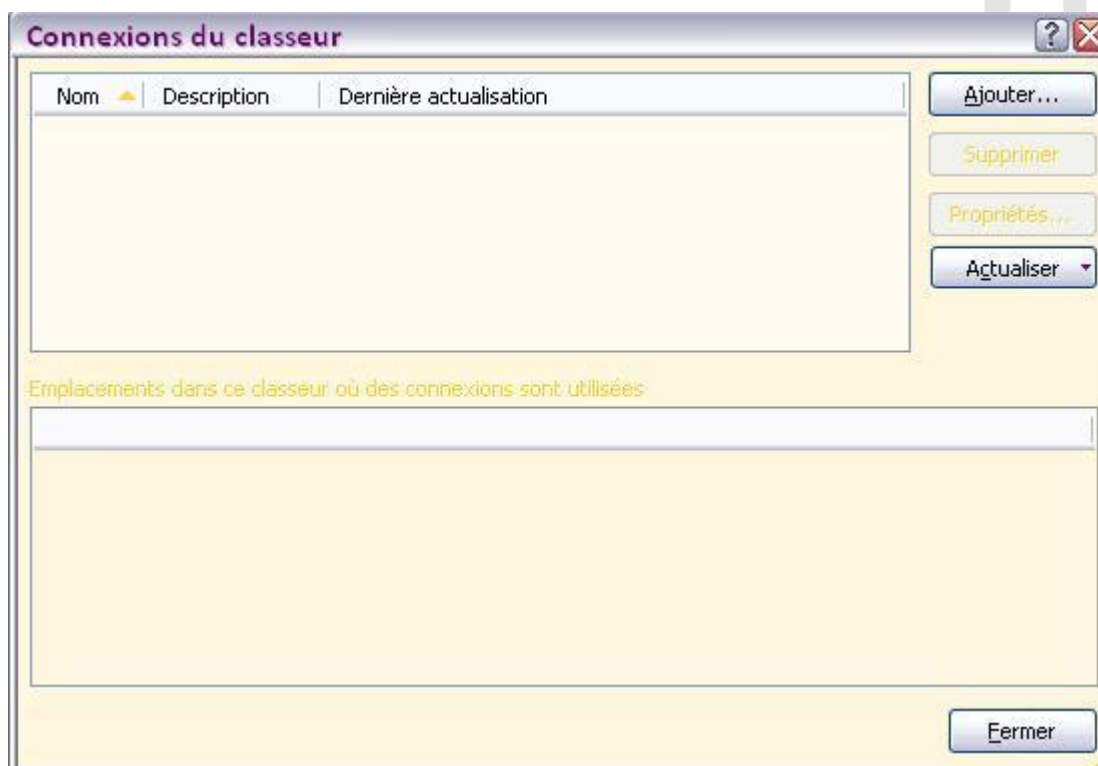 Connexions du classeur
Nom Description Dernière actualisation
Ajouter...
Supprimer
Propriétés...
Actualiser
Emplacements dans ce classeur où des connexions sont utilisées
Fermer